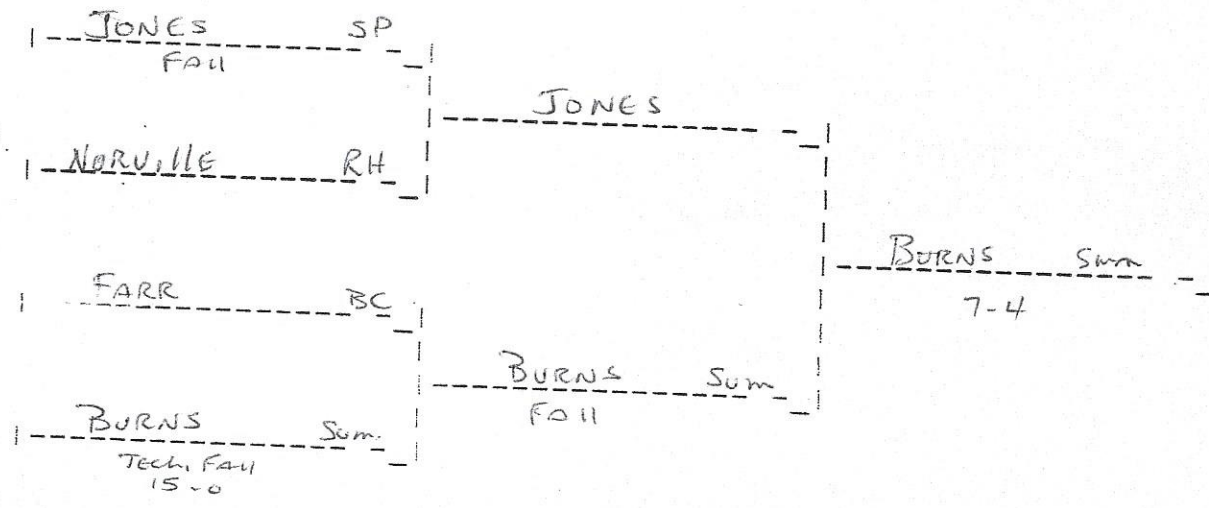 JONES SP
FAll
JONES
NORVIllE RH
BURNS Sum
7-4
FARR BC
BURNS Sum
FAll
BURNS Sum.
Tech. FAll
15-0